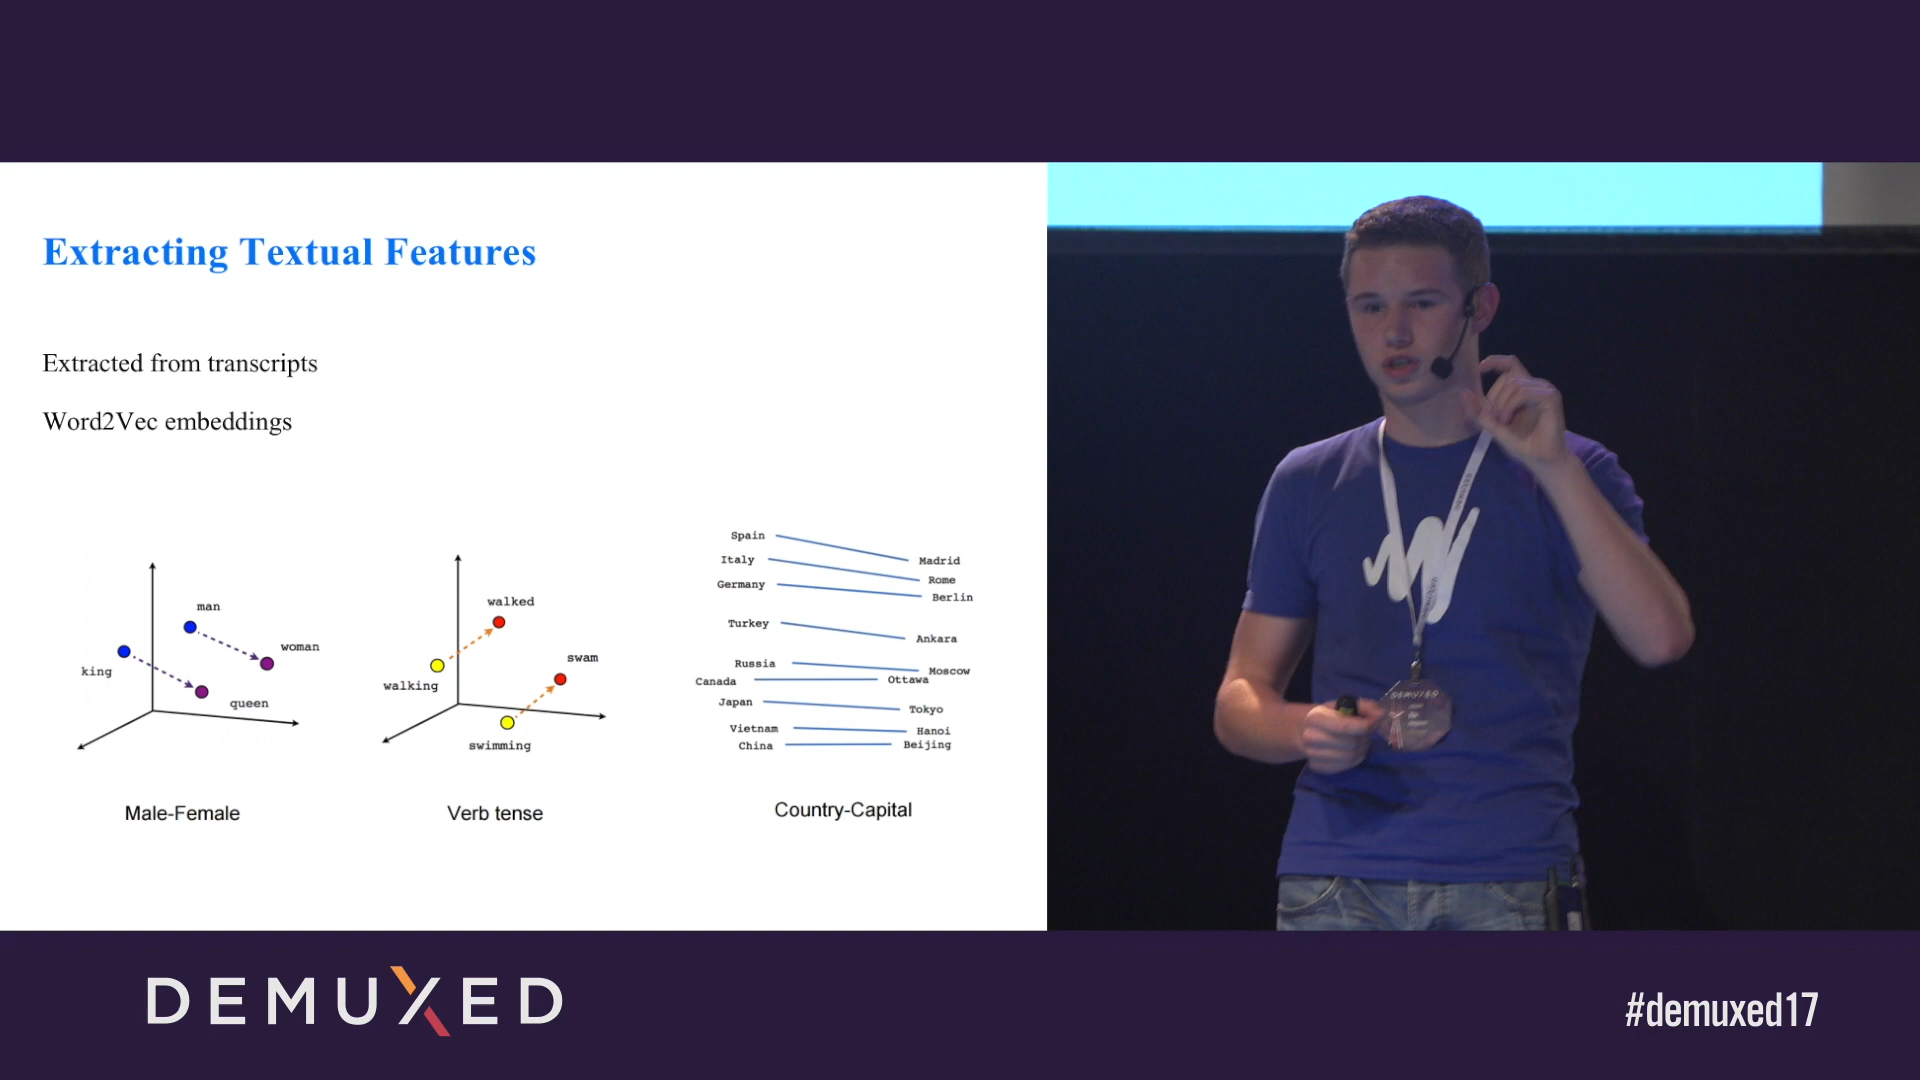 Extracting Textual Features
Extracted from transcripts
Word2Vec embeddings
man
woman
king
queen
Male-Female
walked
swam
walking
swimming
Verb tense
Spain Madrid
Italy Rome
Germany Berlin
Turkey Ankara
Russia Moscow
Canada Ottawa
Japan Tokyo
Vietnam Hanoi
China Beijing
Country-Capital
DEMUXED
DEMUXED
#demuxed17